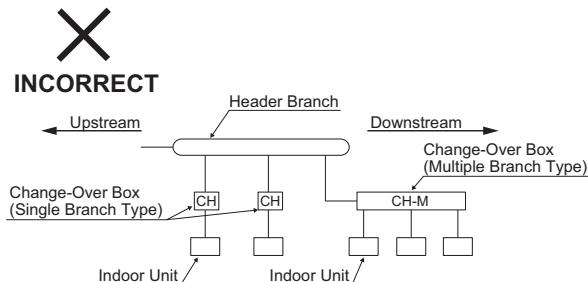 INCORRECT
Header Branch
Upstream
Downstream
Change-Over Box
(Multiple Branch Type)
Change-Over Box
(Single Branch Type)
CH
CH
CH-M
Indoor Unit
Indoor Unit